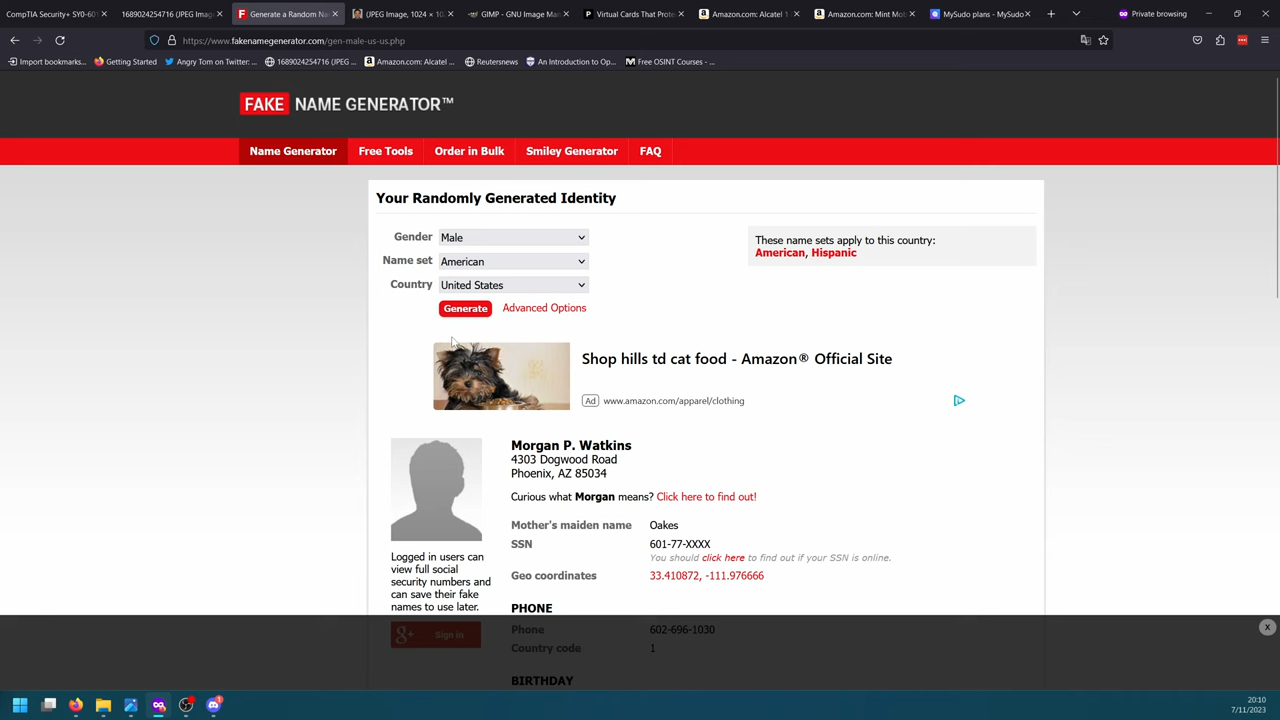 CompTIA Security+ SY0-601
1689024254716 (JPEG Imag
Generate a Random Na
(JPEG Image, 1024 × 102
GIMP - GNU Image Mani
Virtual Cards That Prote
Amazon.com: Alcatel 1
Amazon.com: Mint Mob
MySudo plans - MySudo
Private browsing
https://www.fakenamegenerator.com/gen-male-us-us.php
Import bookmarks...
Getting Started
Angry Tom on Twitter: ...
1689024254716 (JPEG ...
Amazon.com: Alcatel ...
Reutersnews
An Introduction to Op...
Free OSINT Courses - ...
FAKE NAME GENERATOR™
Name Generator
Free Tools
Order in Bulk
Smiley Generator
FAQ
Your Randomly Generated Identity
Gender Male
Name set American
Country United States
Generate Advanced Options
These name sets apply to this country:
American, Hispanic
Shop hills td cat food - Amazon® Official Site
Ad www.amazon.com/apparel/clothing
Morgan P. Watkins
4303 Dogwood Road
Phoenix, AZ 85034
Curious what Morgan means? Click here to find out!
Mother's maiden name Oakes
SSN 601-77-XXXX
You should click here to find out if your SSN is online.
Geo coordinates 33.410872, -111.976666
Logged in users can
view full social
security numbers and
can save their fake
names to use later.
g+ Sign in
PHONE
Phone 602-696-1030
Country code 1
BIRTHDAY
X
20:10
7/11/2023